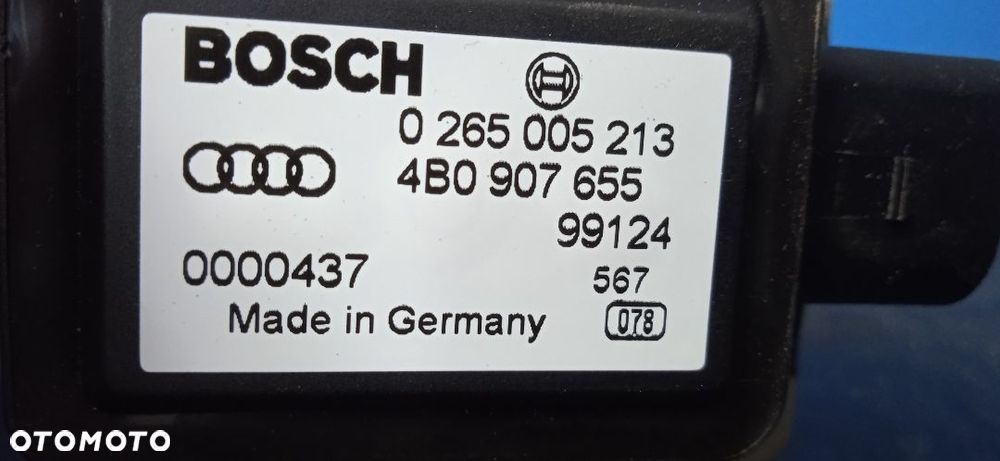 BOSCH
0 265 005 213
4B0 907 655
99124
0000437
567
Made in Germany
078
OTOMOTO